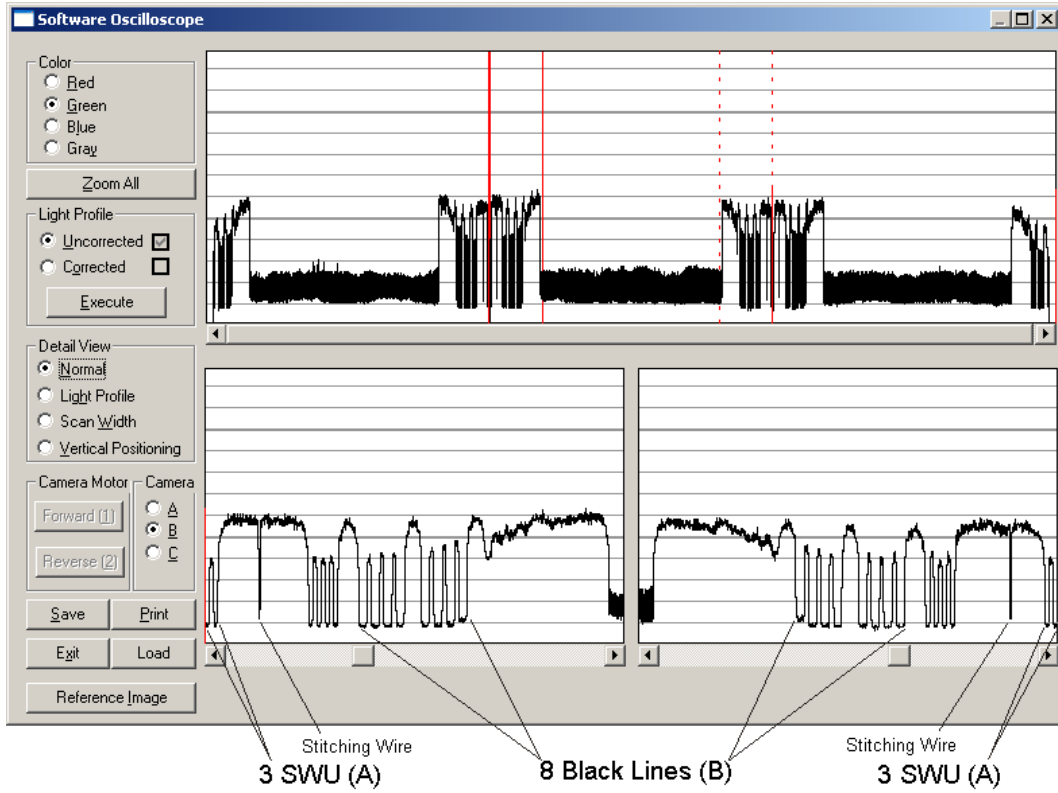 Software Oscilloscope
Color
Red
Green
Blue
Gray
Zoom All
Light Profile
Uncorrected
Corrected
Execute
Detail View
Normal
Light Profile
Scan Width
Vertical Positioning
Camera Motor
Forward (1)
Reverse (2)
Camera
A
B
C
Save
Print
Exit
Load
Reference Image
Stitching Wire
3 SWU (A)
8 Black Lines (B)
Stitching Wire
3 SWU (A)